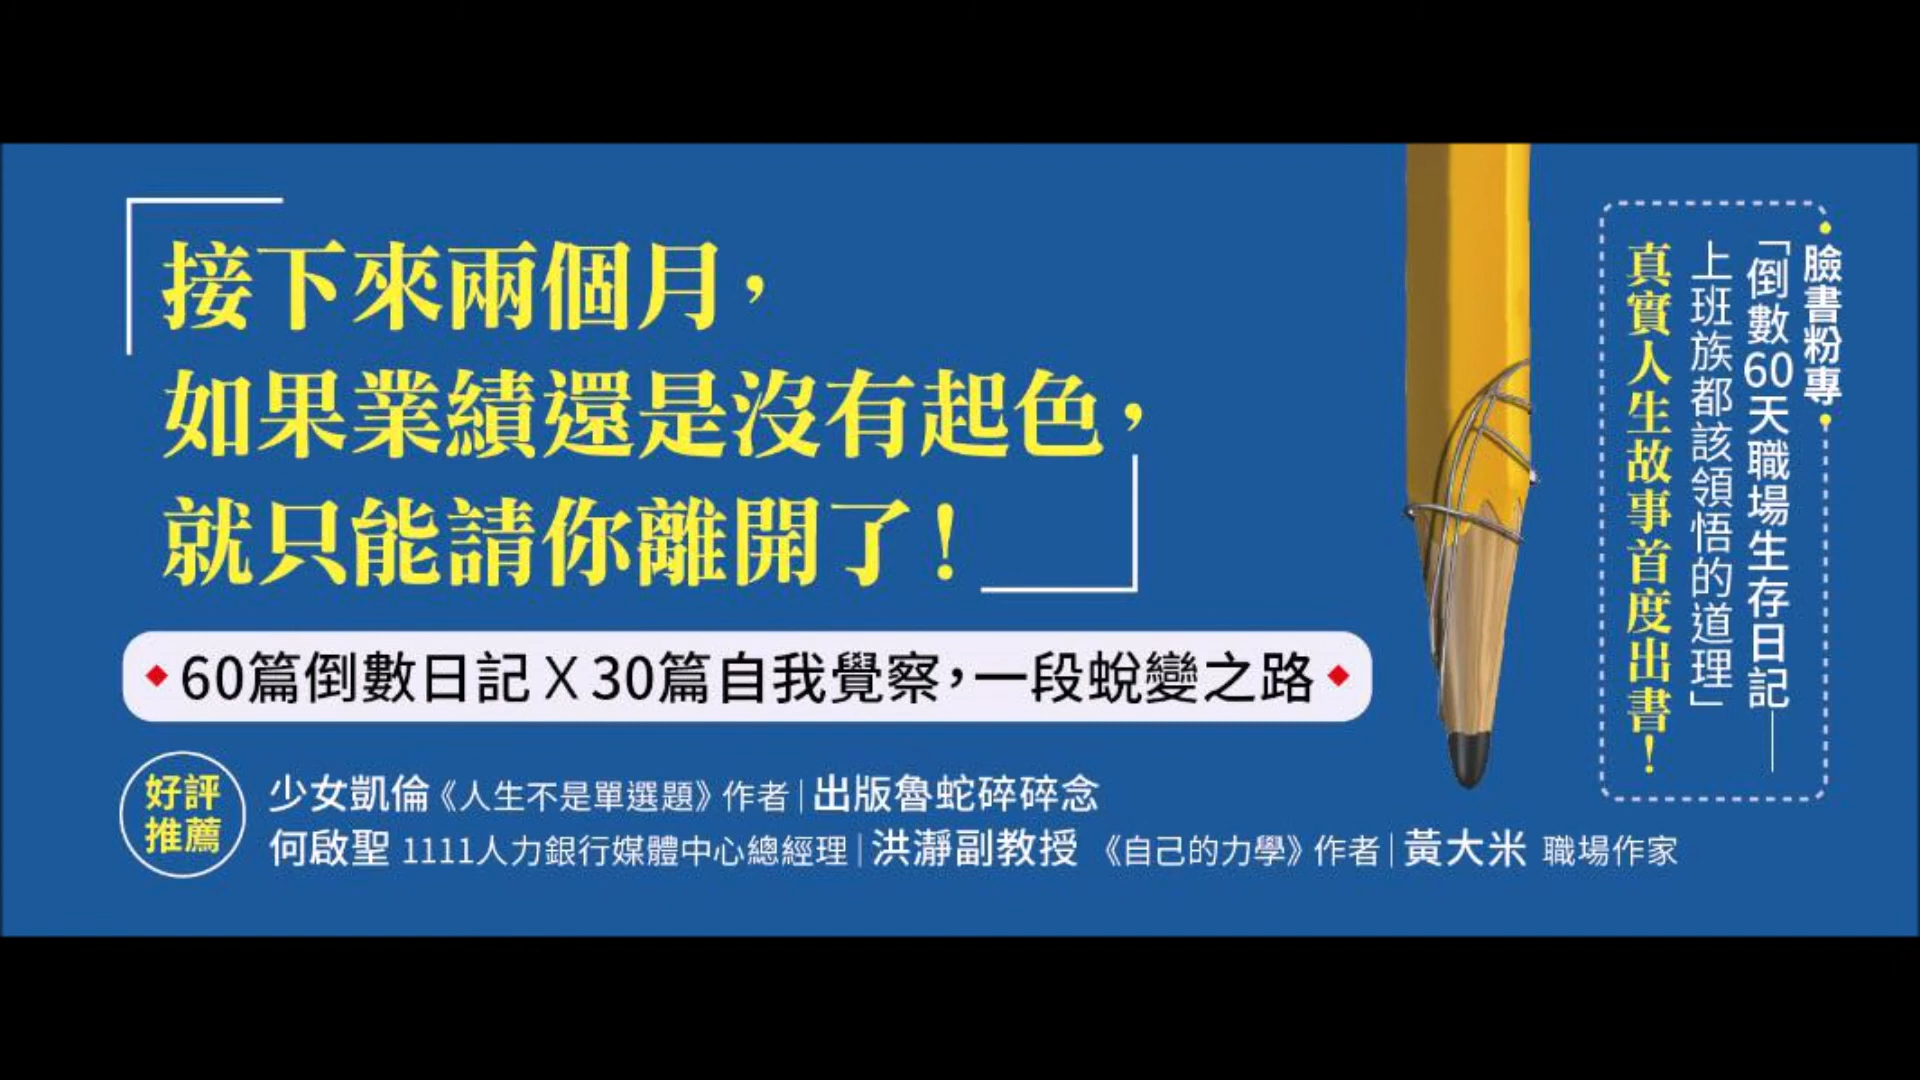 「接下來兩個月，
如果業績還是沒有起色，
就只能請你離開了！」
60篇倒數日記X30篇自我覺察，一段蛻變之路
好評推薦
少女凱倫《人生不是單選題》作者|出版魯蛇碎碎念
何啟聖 1111人力銀行媒體中心總經理|洪瀞副教授 《自己的力學》作者|黃大米 職場作家
•臉書粉專•
「倒數60天職場生存日記——
上班族都該領悟的道理」
真實人生故事首度出書！